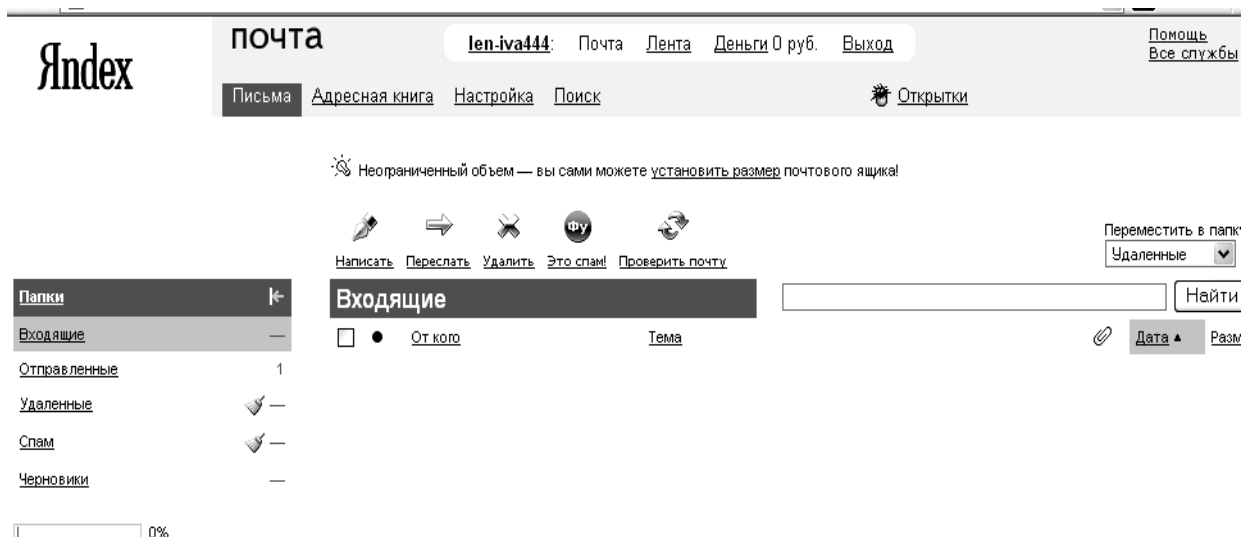 Яndex
почта
len-iva444: Почта Лента Деньги 0 руб. Выход
Помощь
Все службы
Письма Адресная книга Настройка Поиск Открытки
Неограниченный объем — вы сами можете установить размер почтового ящика!
Написать Переслать Удалить Фу Это спам! Проверить почту
Переместить в папк
Удаленные
Папки
Входящие —
Отправленные 1
Удаленные —
Спам —
Черновики —
0%
Входящие
Найти
От кого Тема Дата Разм